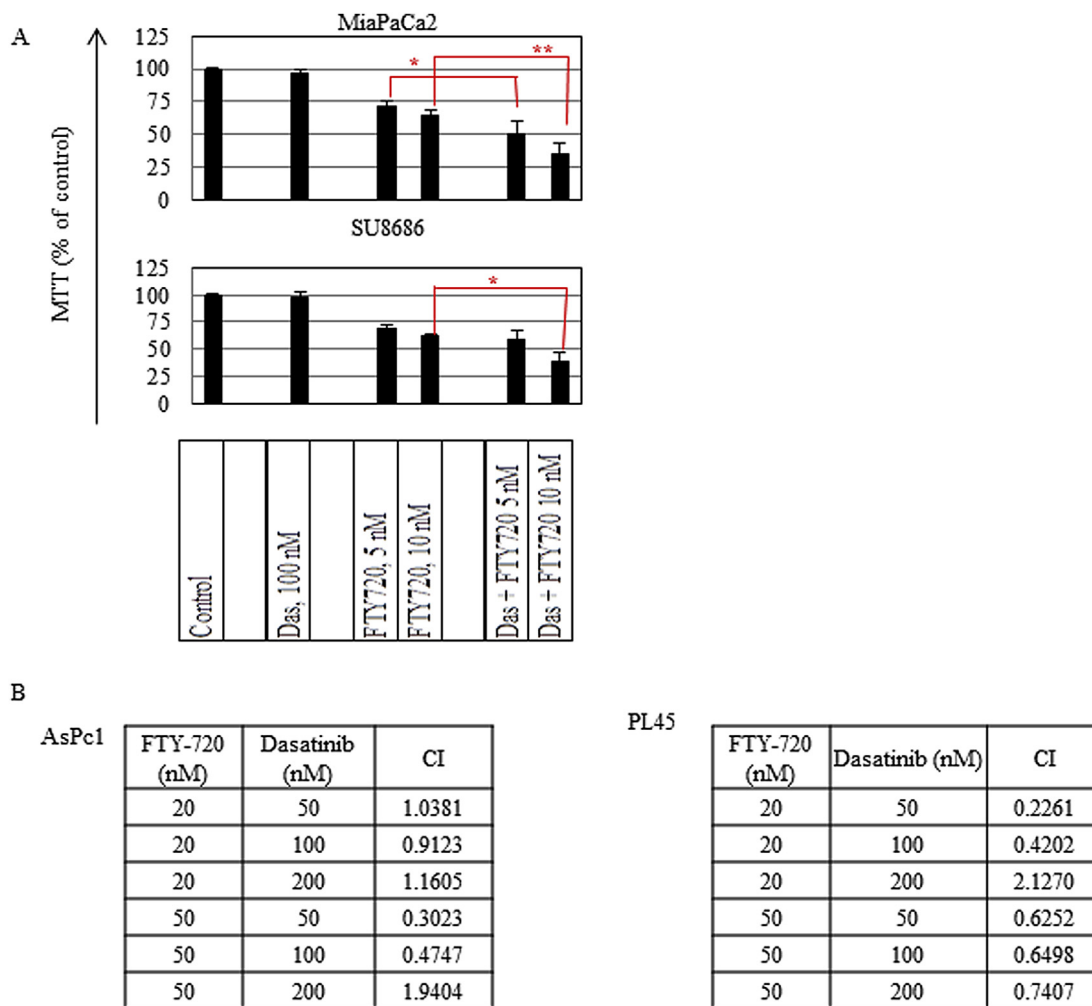 A
MiaPaCa2
MTT (% of control)
125
100
75
50
25
0
*
**
SU8686
125
100
75
50
25
0
*
Control
Das, 100 nM
FTY720, 5 nM
FTY720, 10 nM
Das + FTY720 5 nM
Das + FTY720 10 nM
B
AsPc1
FTY-720 (nM) Dasatinib (nM) CI
20 50 1.0381
20 100 0.9123
20 200 1.1605
50 50 0.3023
50 100 0.4747
50 200 1.9404
PL45
FTY-720 (nM) Dasatinib (nM) CI
20 50 0.2261
20 100 0.4202
20 200 2.1270
50 50 0.6252
50 100 0.6498
50 200 0.7407